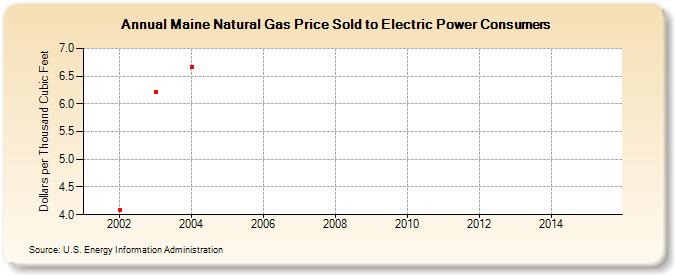 Annual Maine Natural Gas Price Sold to Electric Power Consumers
Dollars per Thousand Cubic Feet
7.0
6.5
6.0
5.5
5.0
4.5
4.0
2002 2004 2006 2008 2010 2012 2014
Source: U.S. Energy Information Administration